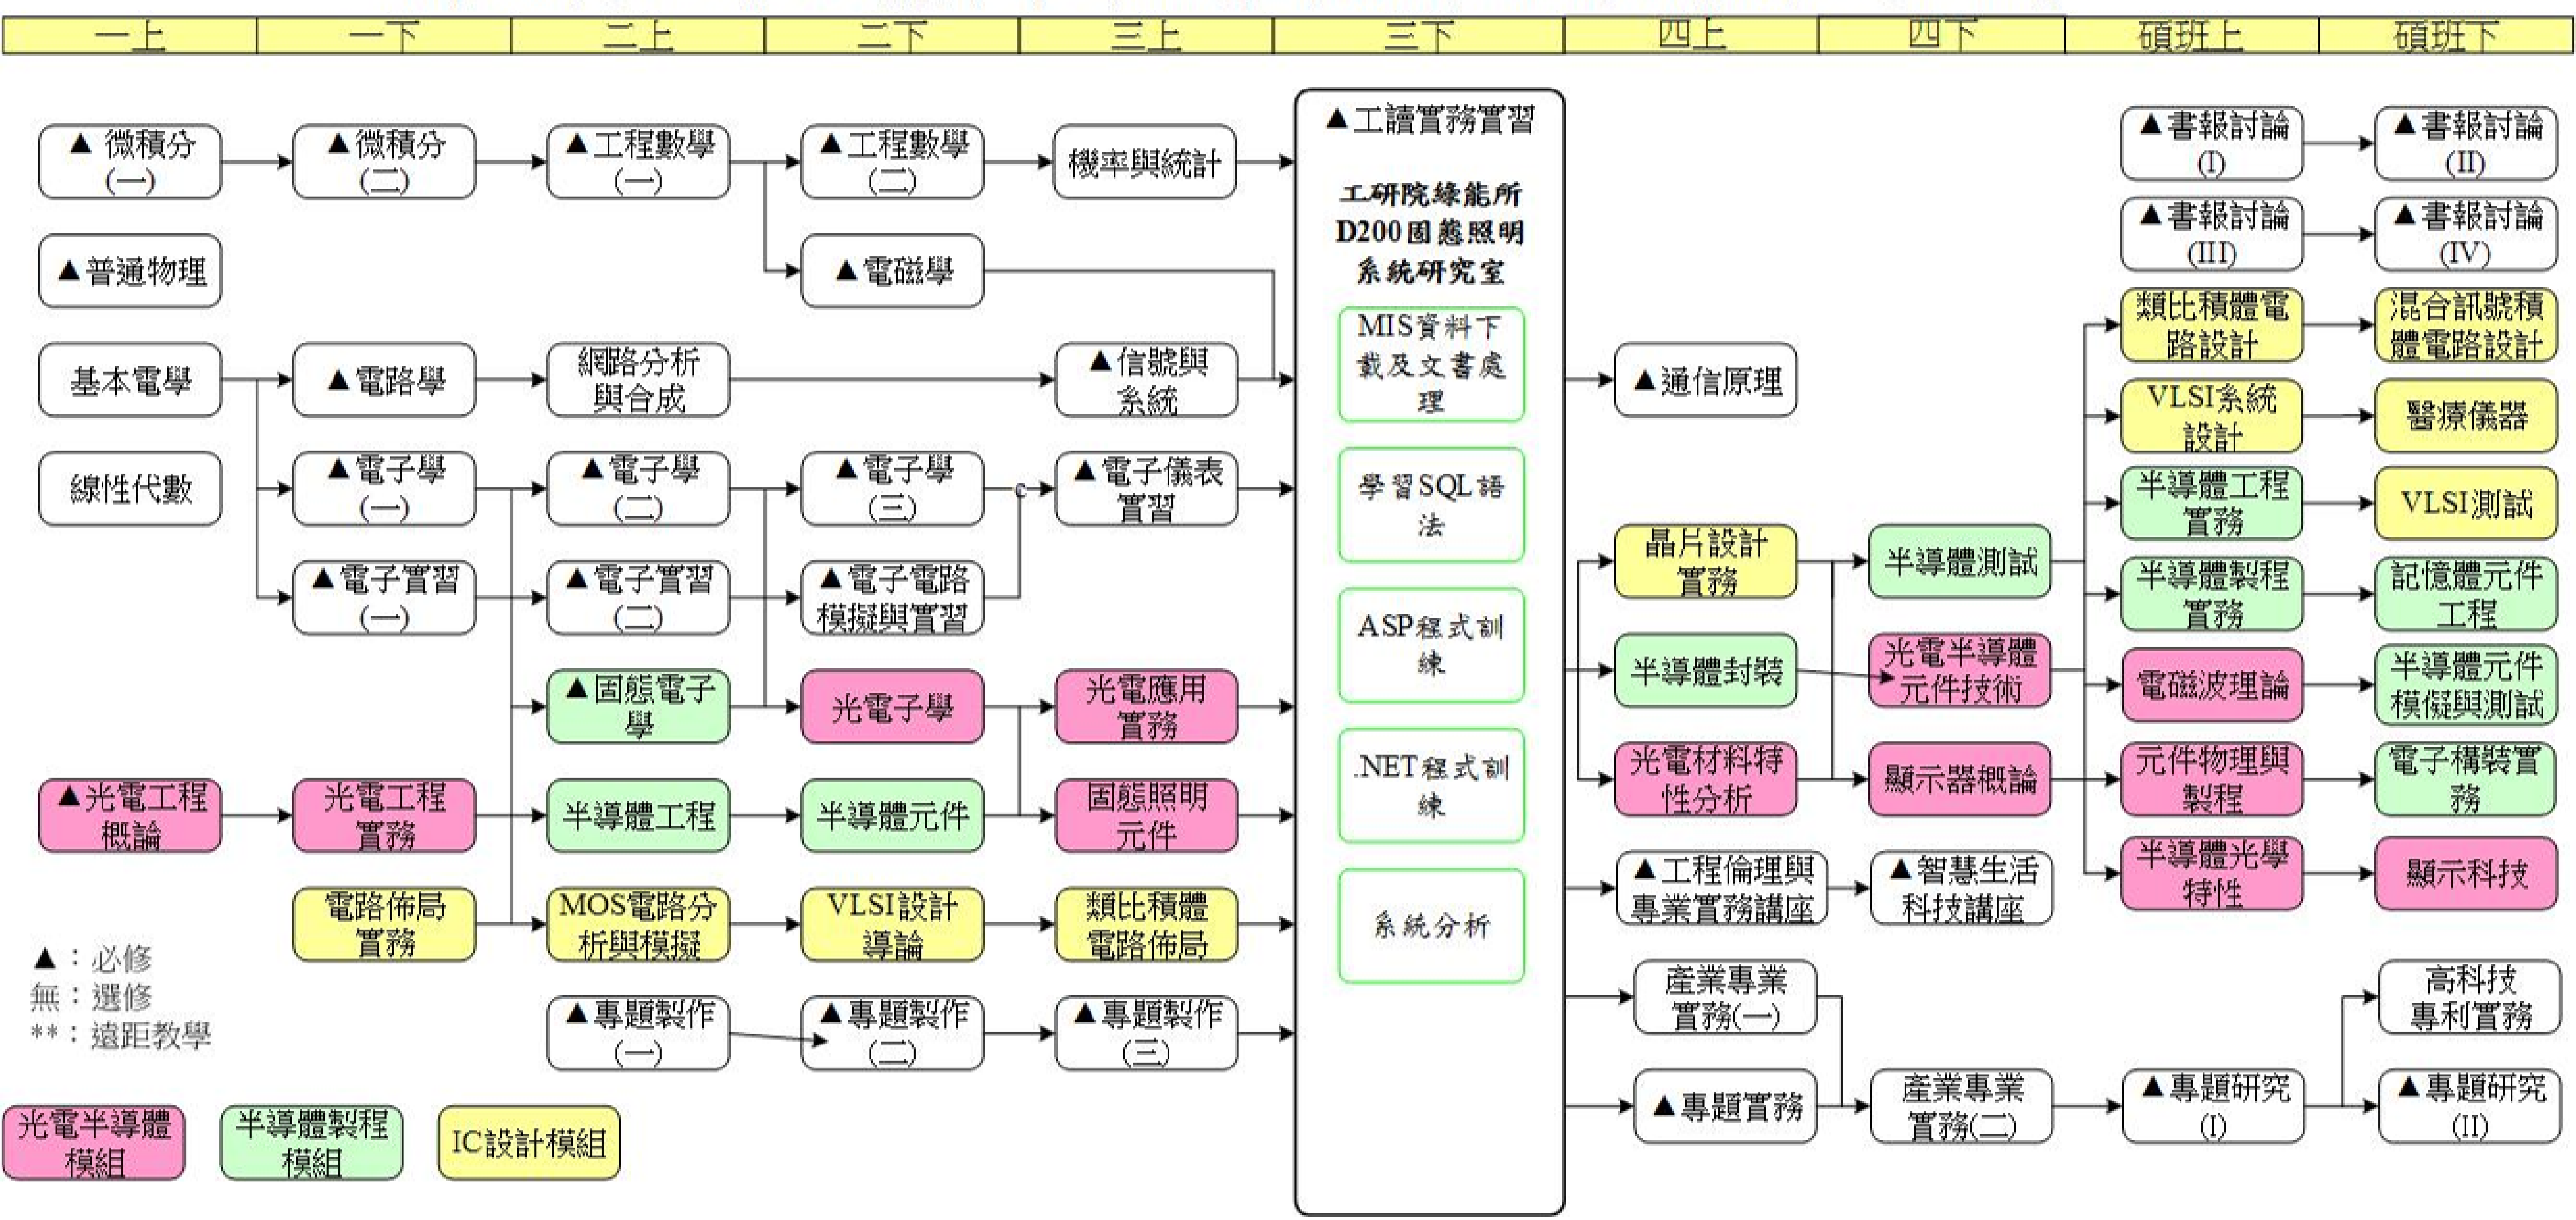 一上
一下
二上
二下
三上
三下
四上
四下
碩班上
碩班下
▲ 微積分
(一)
▲普通物理
基本電學
線性代數
▲光電工程
概論
▲微積分
(二)
▲電路學
▲電子學
(一)
▲電子實習
(一)
光電工程
實務
電路佈局
實務
▲工程數學
(一)
網路分析
與合成
▲電子學
(二)
▲電子實習
(二)
▲固態電子
學
半導體工程
MOS電路分
析與模擬
▲專題製作
(一)
▲工程數學
(二)
▲電磁學
▲電子學
(三)
▲電子電路
模擬與實習
光電子學
半導體元件
VLSI設計
導論
▲專題製作
(二)
c
機率與統計
▲信號與
系統
▲電子儀表
實習
光電應用
實務
固態照明
元件
類比積體
電路佈局
▲專題製作
(三)
▲工讀實務實習
工研院綠能所
D200固態照明
系統研究室
MIS資料下
載及文書處
理
學習SQL語
法
ASP程式訓
練
.NET程式訓
練
系統分析
▲通信原理
晶片設計
實務
半導體封裝
光電材料特
性分析
▲工程倫理與
專業實務講座
產業專業
實務(一)
▲專題實務
半導體測試
光電半導體
元件技術
顯示器概論
▲智慧生活
科技講座
產業專業
實務(二)
▲書報討論
(I)
▲書報討論
(III)
類比積體電
路設計
VLSI系統
設計
半導體工程
實務
半導體製程
實務
電磁波理論
元件物理與
製程
半導體光學
特性
▲專題研究
(I)
▲書報討論
(II)
▲書報討論
(IV)
混合訊號積
體電路設計
醫療儀器
VLSI測試
記憶體元件
工程
半導體元件
模擬與測試
電子構裝實
務
顯示科技
高科技
專利實務
▲專題研究
(II)
▲：必修
無：選修
**：遠距教學
光電半導體
模組
半導體製程
模組
IC設計模組